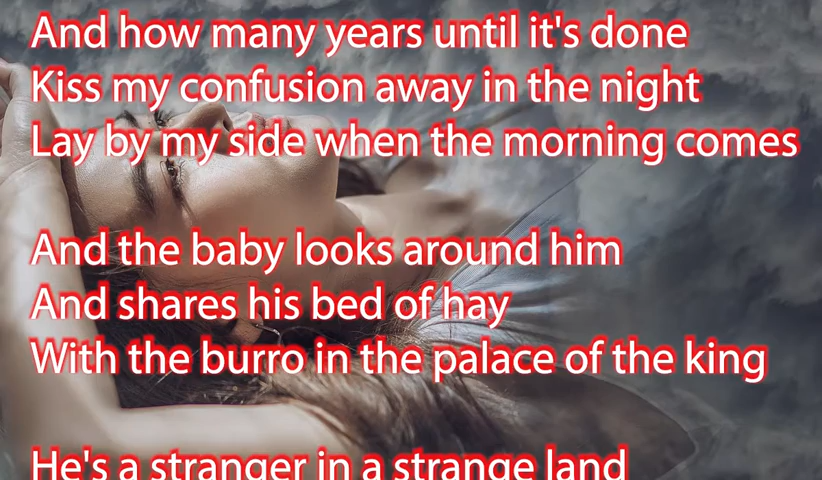 And how many years until it's done
Kiss my confusion away in the night
Lay by my side when the morning comes
And the baby looks around him
And shares his bed of hay
With the burro in the palace of the king
He's a stranger in a strange land